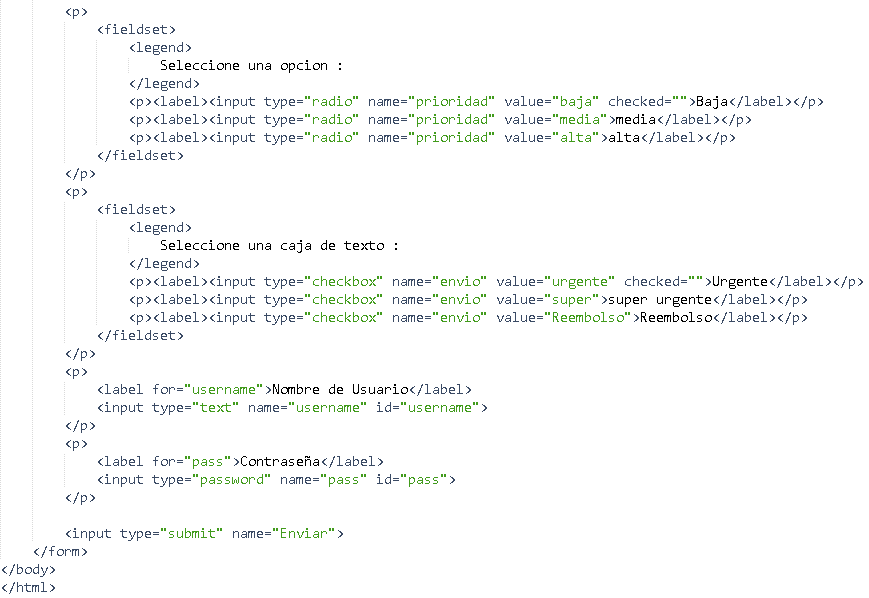 <p>
<fieldset>
<legend>
Seleccione una opcion :
</legend>
<p><label><input type="radio" name="prioridad" value="baja" checked="">Baja</label></p>
<p><label><input type="radio" name="prioridad" value="media">media</label></p>
<p><label><input type="radio" name="prioridad" value="alta">alta</label></p>
</fieldset>
</p>
<p>
<fieldset>
<legend>
Seleccione una caja de texto :
</legend>
<p><label><input type="checkbox" name="envio" value="urgente" checked="">Urgente</label></p>
<p><label><input type="checkbox" name="envio" value="super">super urgente</label></p>
<p><label><input type="checkbox" name="envio" value="Reembolso">Reembolso</label></p>
</fieldset>
</p>
<p>
<label for="username">Nombre de Usuario</label>
<input type="text" name="username" id="username">
</p>
<p>
<label for="pass">Contraseña</label>
<input type="password" name="pass" id="pass">
</p>
<input type="submit" name="Enviar">
</form>
</body>
</html>